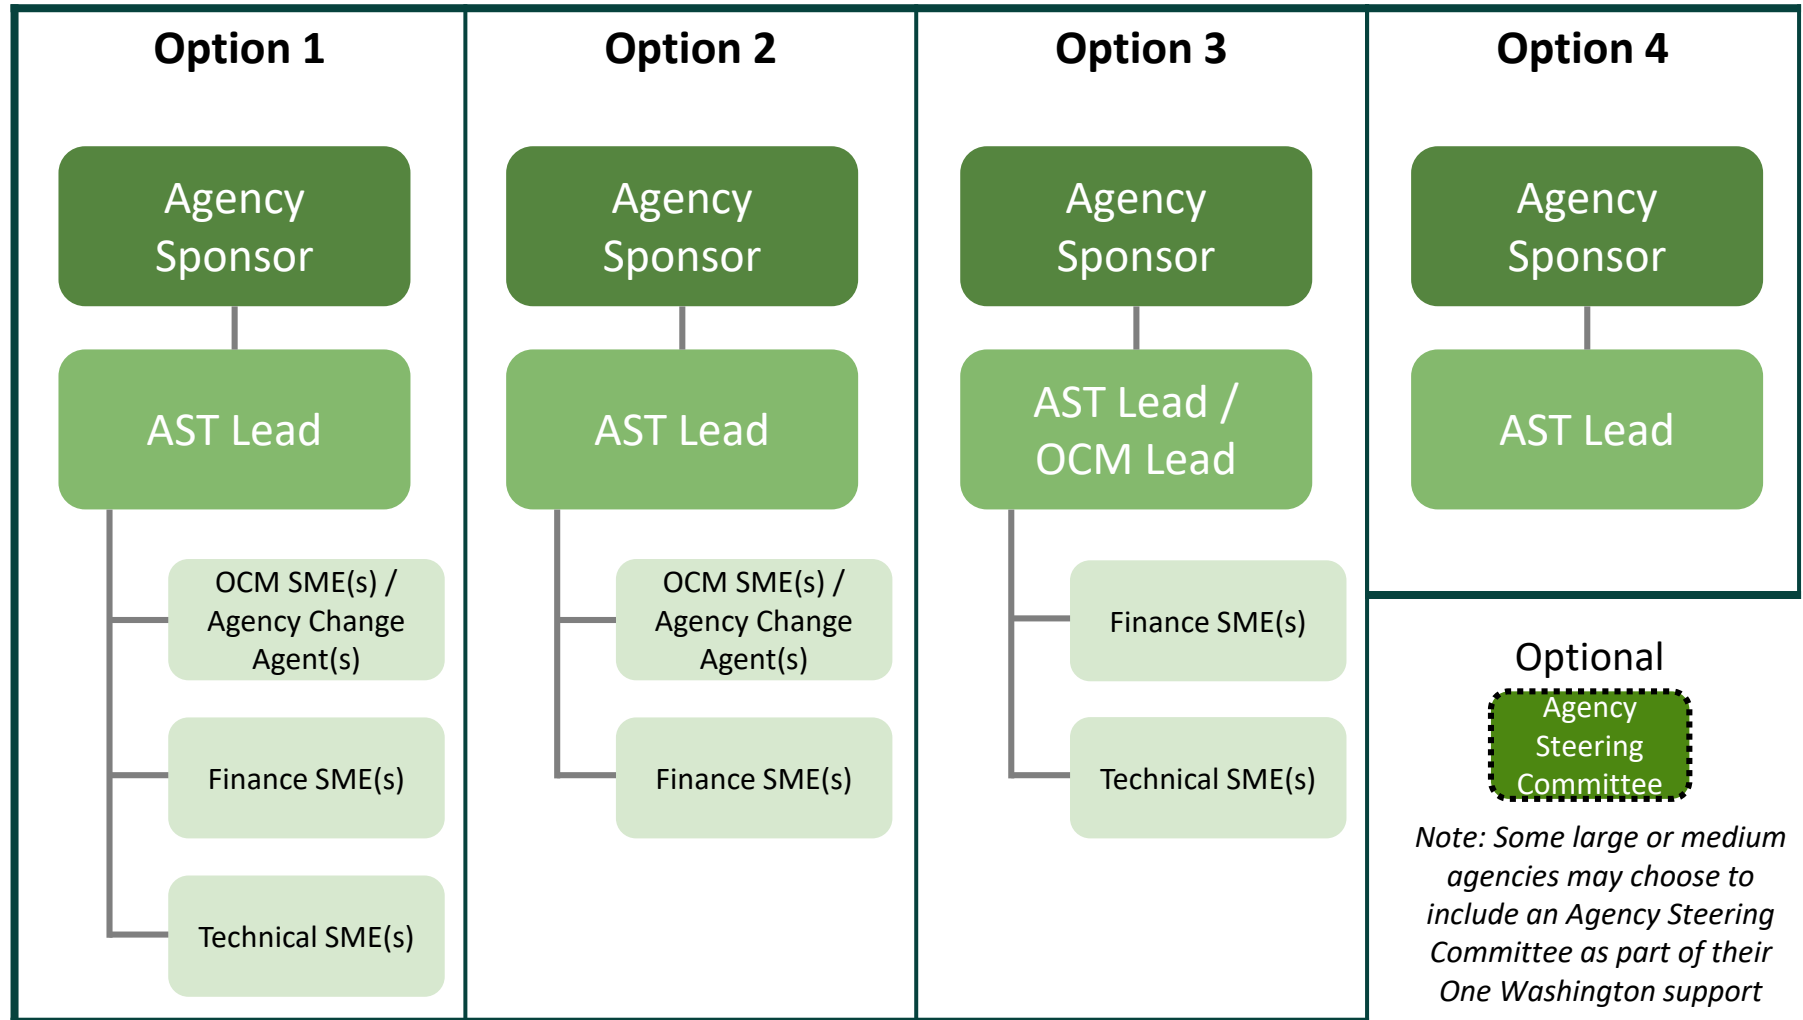 Option 1
Agency
Sponsor
AST Lead
OCM SME(s) /
Agency Change
Agent(s)
Finance SME(s)
Technical SME(s)
Option 2
Agency
Sponsor
AST Lead
OCM SME(s) /
Agency Change
Agent(s)
Finance SME(s)
Option 3
Agency
Sponsor
AST Lead /
OCM Lead
Finance SME(s)
Technical SME(s)
Option 4
Agency
Sponsor
AST Lead
Optional
Agency
Steering
Committee
Note: Some large or medium
agencies may choose to
include an Agency Steering
Committee as part of their
One Washington support